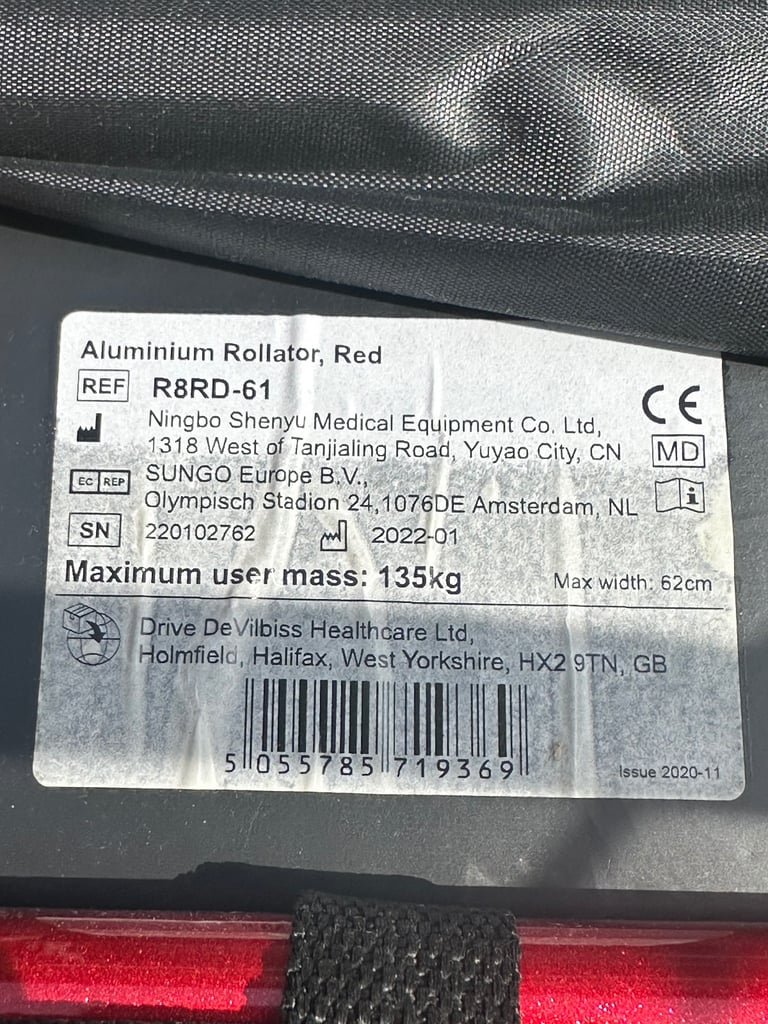 Aluminium Rollator, Red
REF R8RD-61
CE
Ningbo Shenyu Medical Equipment Co. Ltd,
1318 West of Tanjialing Road, Yuyao City, CN
MD
EC REP SUNGO Europe B.V.,
Olympisch Stadion 24,1076DE Amsterdam, NL
i
SN 220102762 2022-01
Maximum user mass: 135kg Max width: 62cm
Drive DeVilbiss Healthcare Ltd,
Holmfield, Halifax, West Yorkshire, HX2 9TN, GB
5 055785 719369
Issue 2020-11